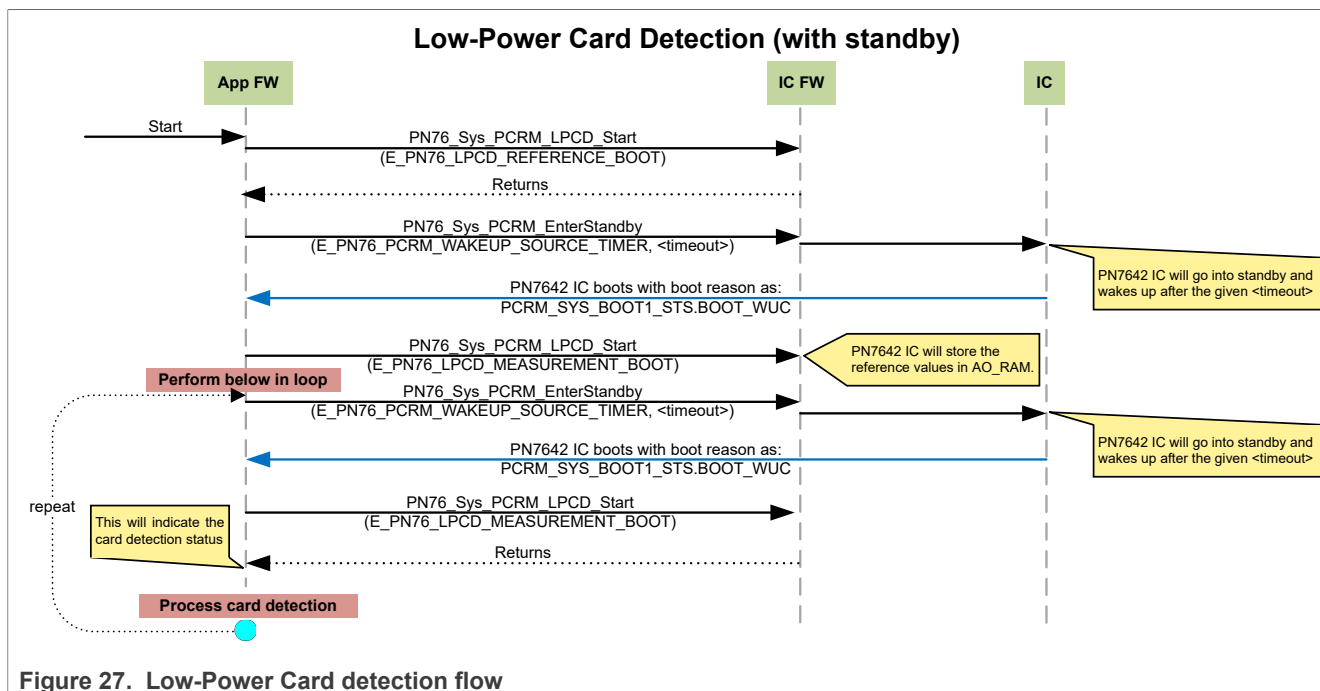 Low-Power Card Detection (with standby)
App FW
IC FW
IC
Start
PN76_Sys_PCRM_LPCD_Start
(E_PN76_LPCD_REFERENCE_BOOT)
Returns
PN76_Sys_PCRM_EnterStandby
(E_PN76_PCRM_WAKEUP_SOURCE_TIMER, <timeout>)
PN7642 IC will go into standby and
wakes up after the given <timeout>
PN7642 IC boots with boot reason as:
PCRM_SYS_BOOT1_STS.BOOT_WUC
PN76_Sys_PCRM_LPCD_Start
(E_PN76_LPCD_MEASUREMENT_BOOT)
PN7642 IC will store the
reference values in AO_RAM.
Perform below in loop
PN76_Sys_PCRM_EnterStandby
(E_PN76_PCRM_WAKEUP_SOURCE_TIMER, <timeout>)
PN7642 IC will go into standby and
wakes up after the given <timeout>
PN7642 IC boots with boot reason as:
PCRM_SYS_BOOT1_STS.BOOT_WUC
repeat
PN76_Sys_PCRM_LPCD_Start
(E_PN76_LPCD_MEASUREMENT_BOOT)
This will indicate the
card detection status
Returns
Process card detection
Figure 27. Low-Power Card detection flow